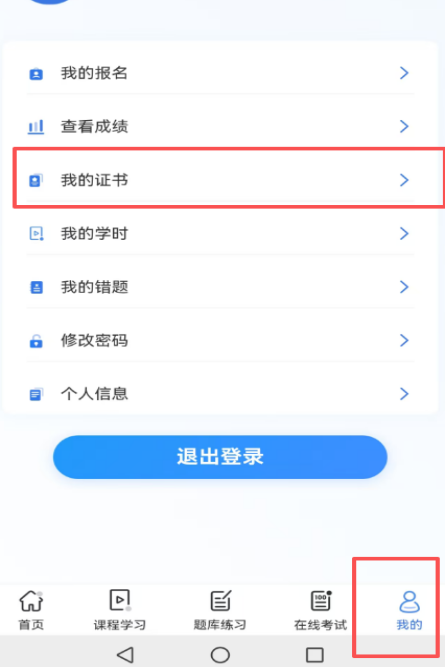 我的报名
查看成绩
我的证书
我的学时
我的错题
修改密码
个人信息
退出登录
首页
课程学习
题库练习
100
在线考试
我的